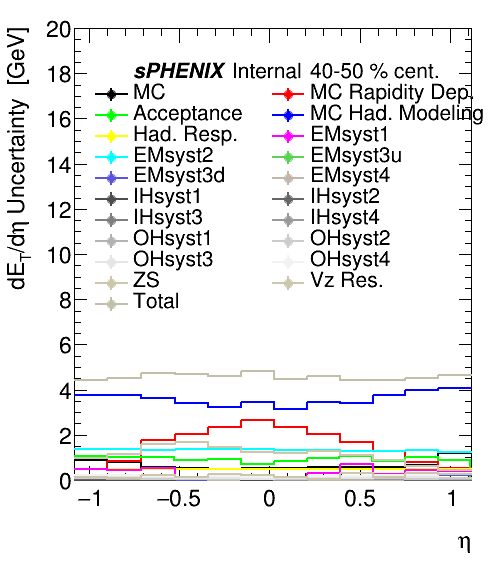 20
18
16
14
12
10
8
6
4
2
0
dE_T/dη Uncertainty [GeV]
sPHENIX Internal 40-50 % cent.
MC MC Rapidity Dep.
Acceptance MC Had. Modeling
Had. Resp. EMsyst1
EMsyst2 EMsyst3u
EMsyst3d EMsyst4
IHsyst1 IHsyst2
IHsyst3 IHsyst4
OHsyst1 OHsyst2
OHsyst3 OHsyst4
ZS Vz Res.
Total
−1 −0.5 0 0.5 1
η